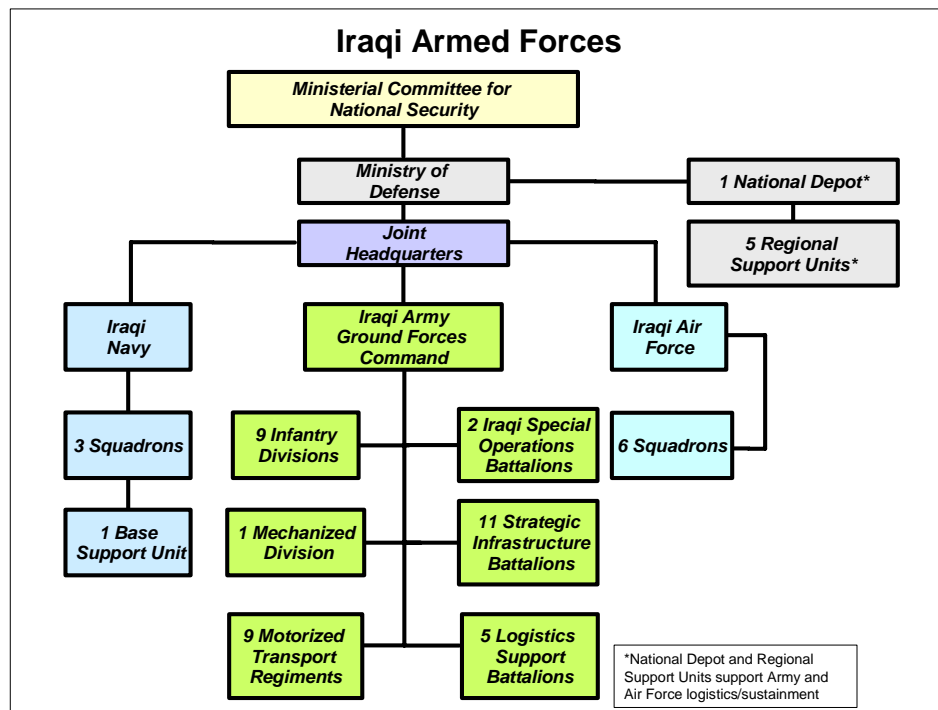 Iraqi Armed Forces
Ministerial Committee for
National Security
Ministry of
Defense
1 National Depot*
Joint
Headquarters
5 Regional
Support Units*
Iraqi
Navy
Iraqi Army
Ground Forces
Command
Iraqi Air
Force
3 Squadrons
9 Infantry
Divisions
2 Iraqi Special
Operations
Battalions
6 Squadrons
1 Base
Support Unit
1 Mechanized
Division
11 Strategic
Infrastructure
Battalions
9 Motorized
Transport
Regiments
5 Logistics
Support
Battalions
*National Depot and Regional
Support Units support Army and
Air Force logistics/sustainment